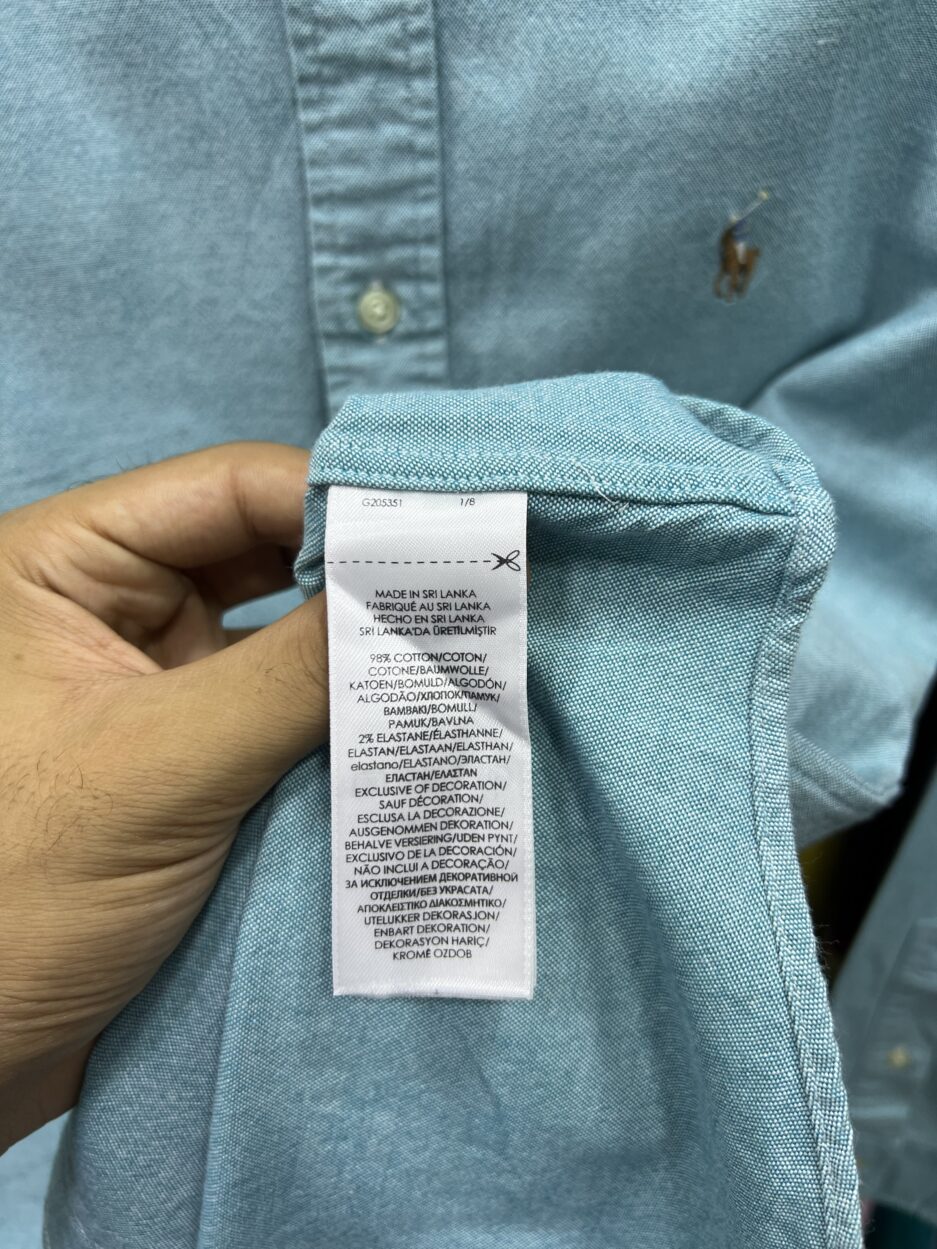 G205351 1/8
MADE IN SRI LANKA
FABRIQUÉ AU SRI LANKA
HECHO EN SRI LANKA
SRI LANKA'DA ÜRETİLMİŞTİR
98% COTTON/COTON/
COTONE/BAUMWOLLE/
KATOEN/BOMULD/ALGODÓN/
ALGODÃO/ХЛОПОК/ПАМУК/
ΒΑΜΒΑΚΙ/BOMULL/
PAMUK/BAVLNA
2% ELASTANE/ÉLASTHANNE/
ELASTAN/ELASTAAN/ELASTHAN/
elastano/ELASTANO/ЭЛАСТАН/
ЕЛАСТАН/ΕΛΑΣΤΑΝ
EXCLUSIVE OF DECORATION/
SAUF DÉCORATION/
ESCLUSA LA DECORAZIONE/
AUSGENOMMEN DEKORATION/
BEHALVE VERSIERING/UDEN PYNT/
EXCLUSIVO DE LA DECORACIÓN/
NÃO INCLUI A DECORAÇÃO/
ЗА ИСКЛЮЧЕНИЕМ ДЕКОРАТИВНОЙ
ОТДЕЛКИ/БЕЗ УКРАСАТА/
ΑΠΟΚΛΕΙΣΤΙΚΟ ΔΙΑΚΟΣΜΗΤΙΚΟ/
UTELUKKER DEKORASJON/
ENBART DEKORATION/
DEKORASYON HARİÇ/
KROMĚ OZDOB